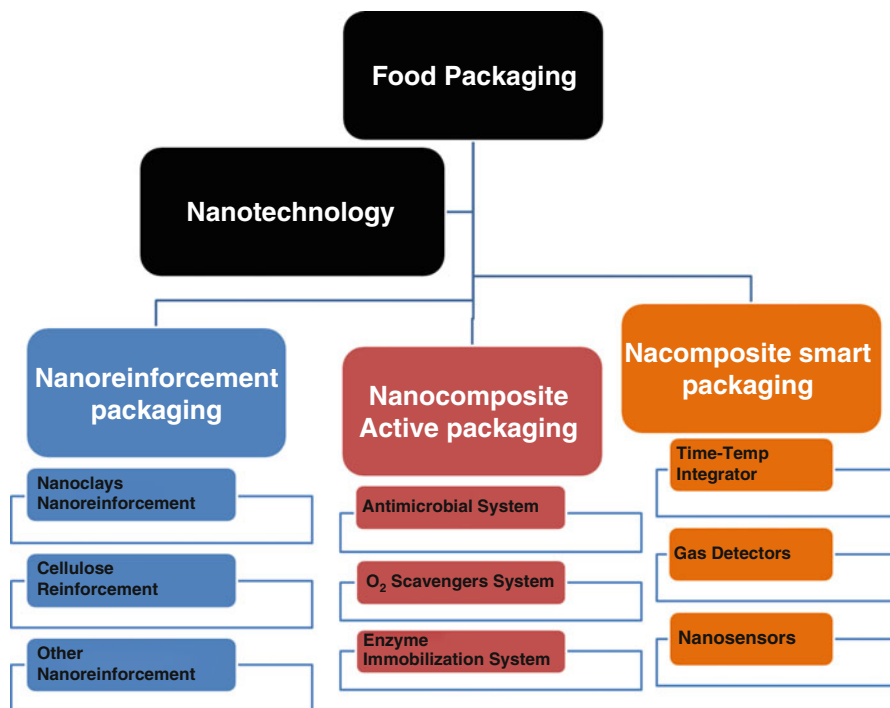 Food Packaging
Nanotechnology
Nanoreinforcement
packaging
Nanoclays
Nanoreinforcement
Cellulose
Reinforcement
Other
Nanoreinforcement
Nanocomposite
Active packaging
Antimicrobial System
O₂ Scavengers System
Enzyme
Immobilization System
Nacomposite smart
packaging
Time-Temp
Integrator
Gas Detectors
Nanosensors